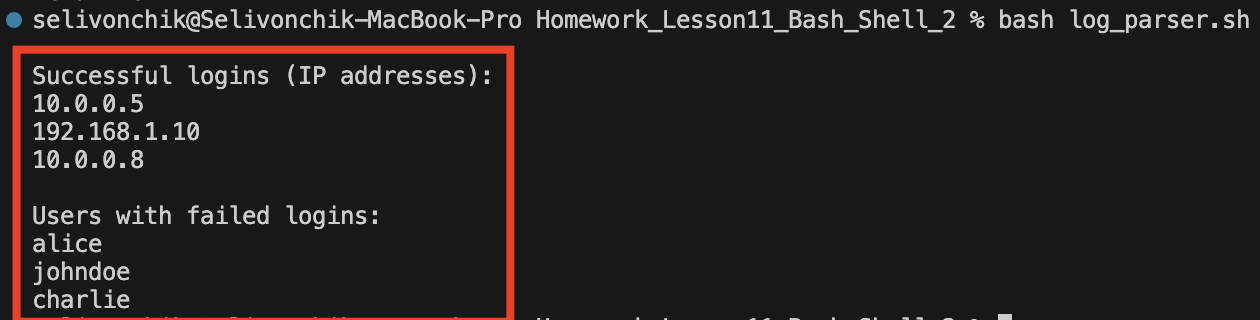 selivonchik@Selivonchik-MacBook-Pro Homework_Lesson11_Bash_Shell_2 % bash log_parser.sh
Successful logins (IP addresses):
10.0.0.5
192.168.1.10
10.0.0.8
Users with failed logins:
alice
johndoe
charlie